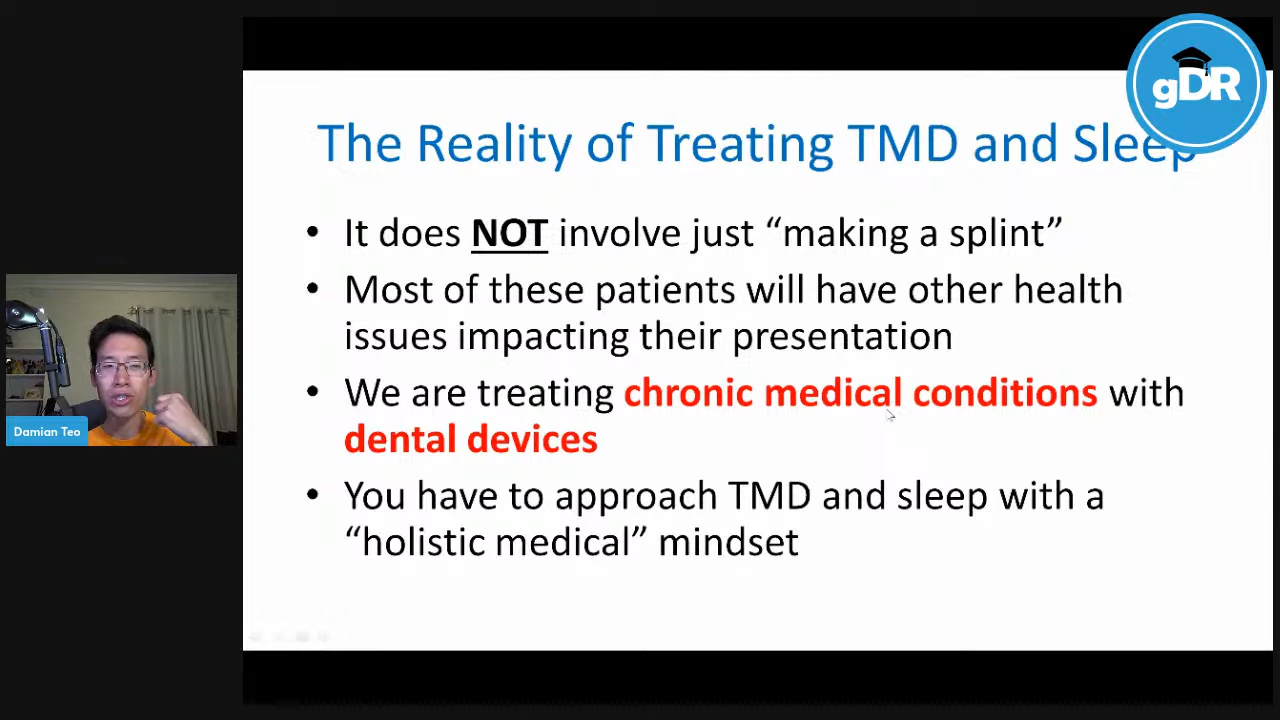 gDR
The Reality of Treating TMD and Sleep
• It does NOT involve just “making a splint”
• Most of these patients will have other health
issues impacting their presentation
• We are treating chronic medical conditions with
dental devices
• You have to approach TMD and sleep with a
“holistic medical” mindset
Damian Teo